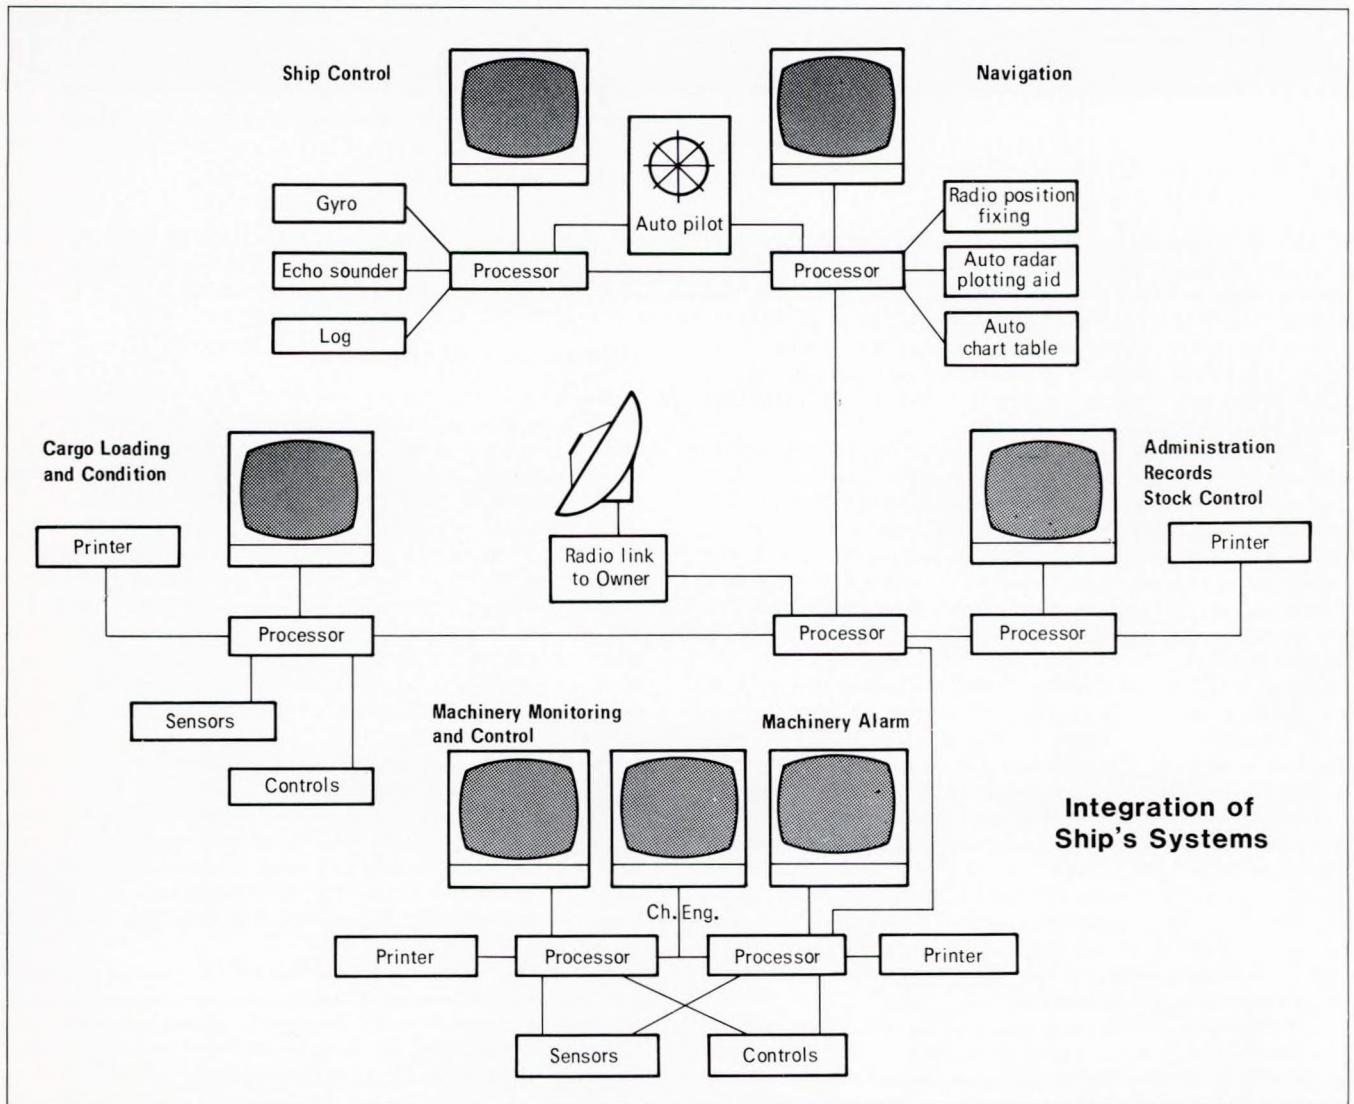 Ship Control
Navigation
Gyro
Echo sounder
Log
Processor
Auto pilot
Processor
Radio position
fixing
Auto radar
plotting aid
Auto
chart table
Cargo Loading
and Condition
Printer
Processor
Sensors
Controls
Radio link
to Owner
Processor
Administration
Records
Stock Control
Printer
Processor
Machinery Monitoring
and Control
Machinery Alarm
Ch. Eng.
Printer
Processor
Processor
Printer
Sensors
Controls
Integration of
Ship's Systems